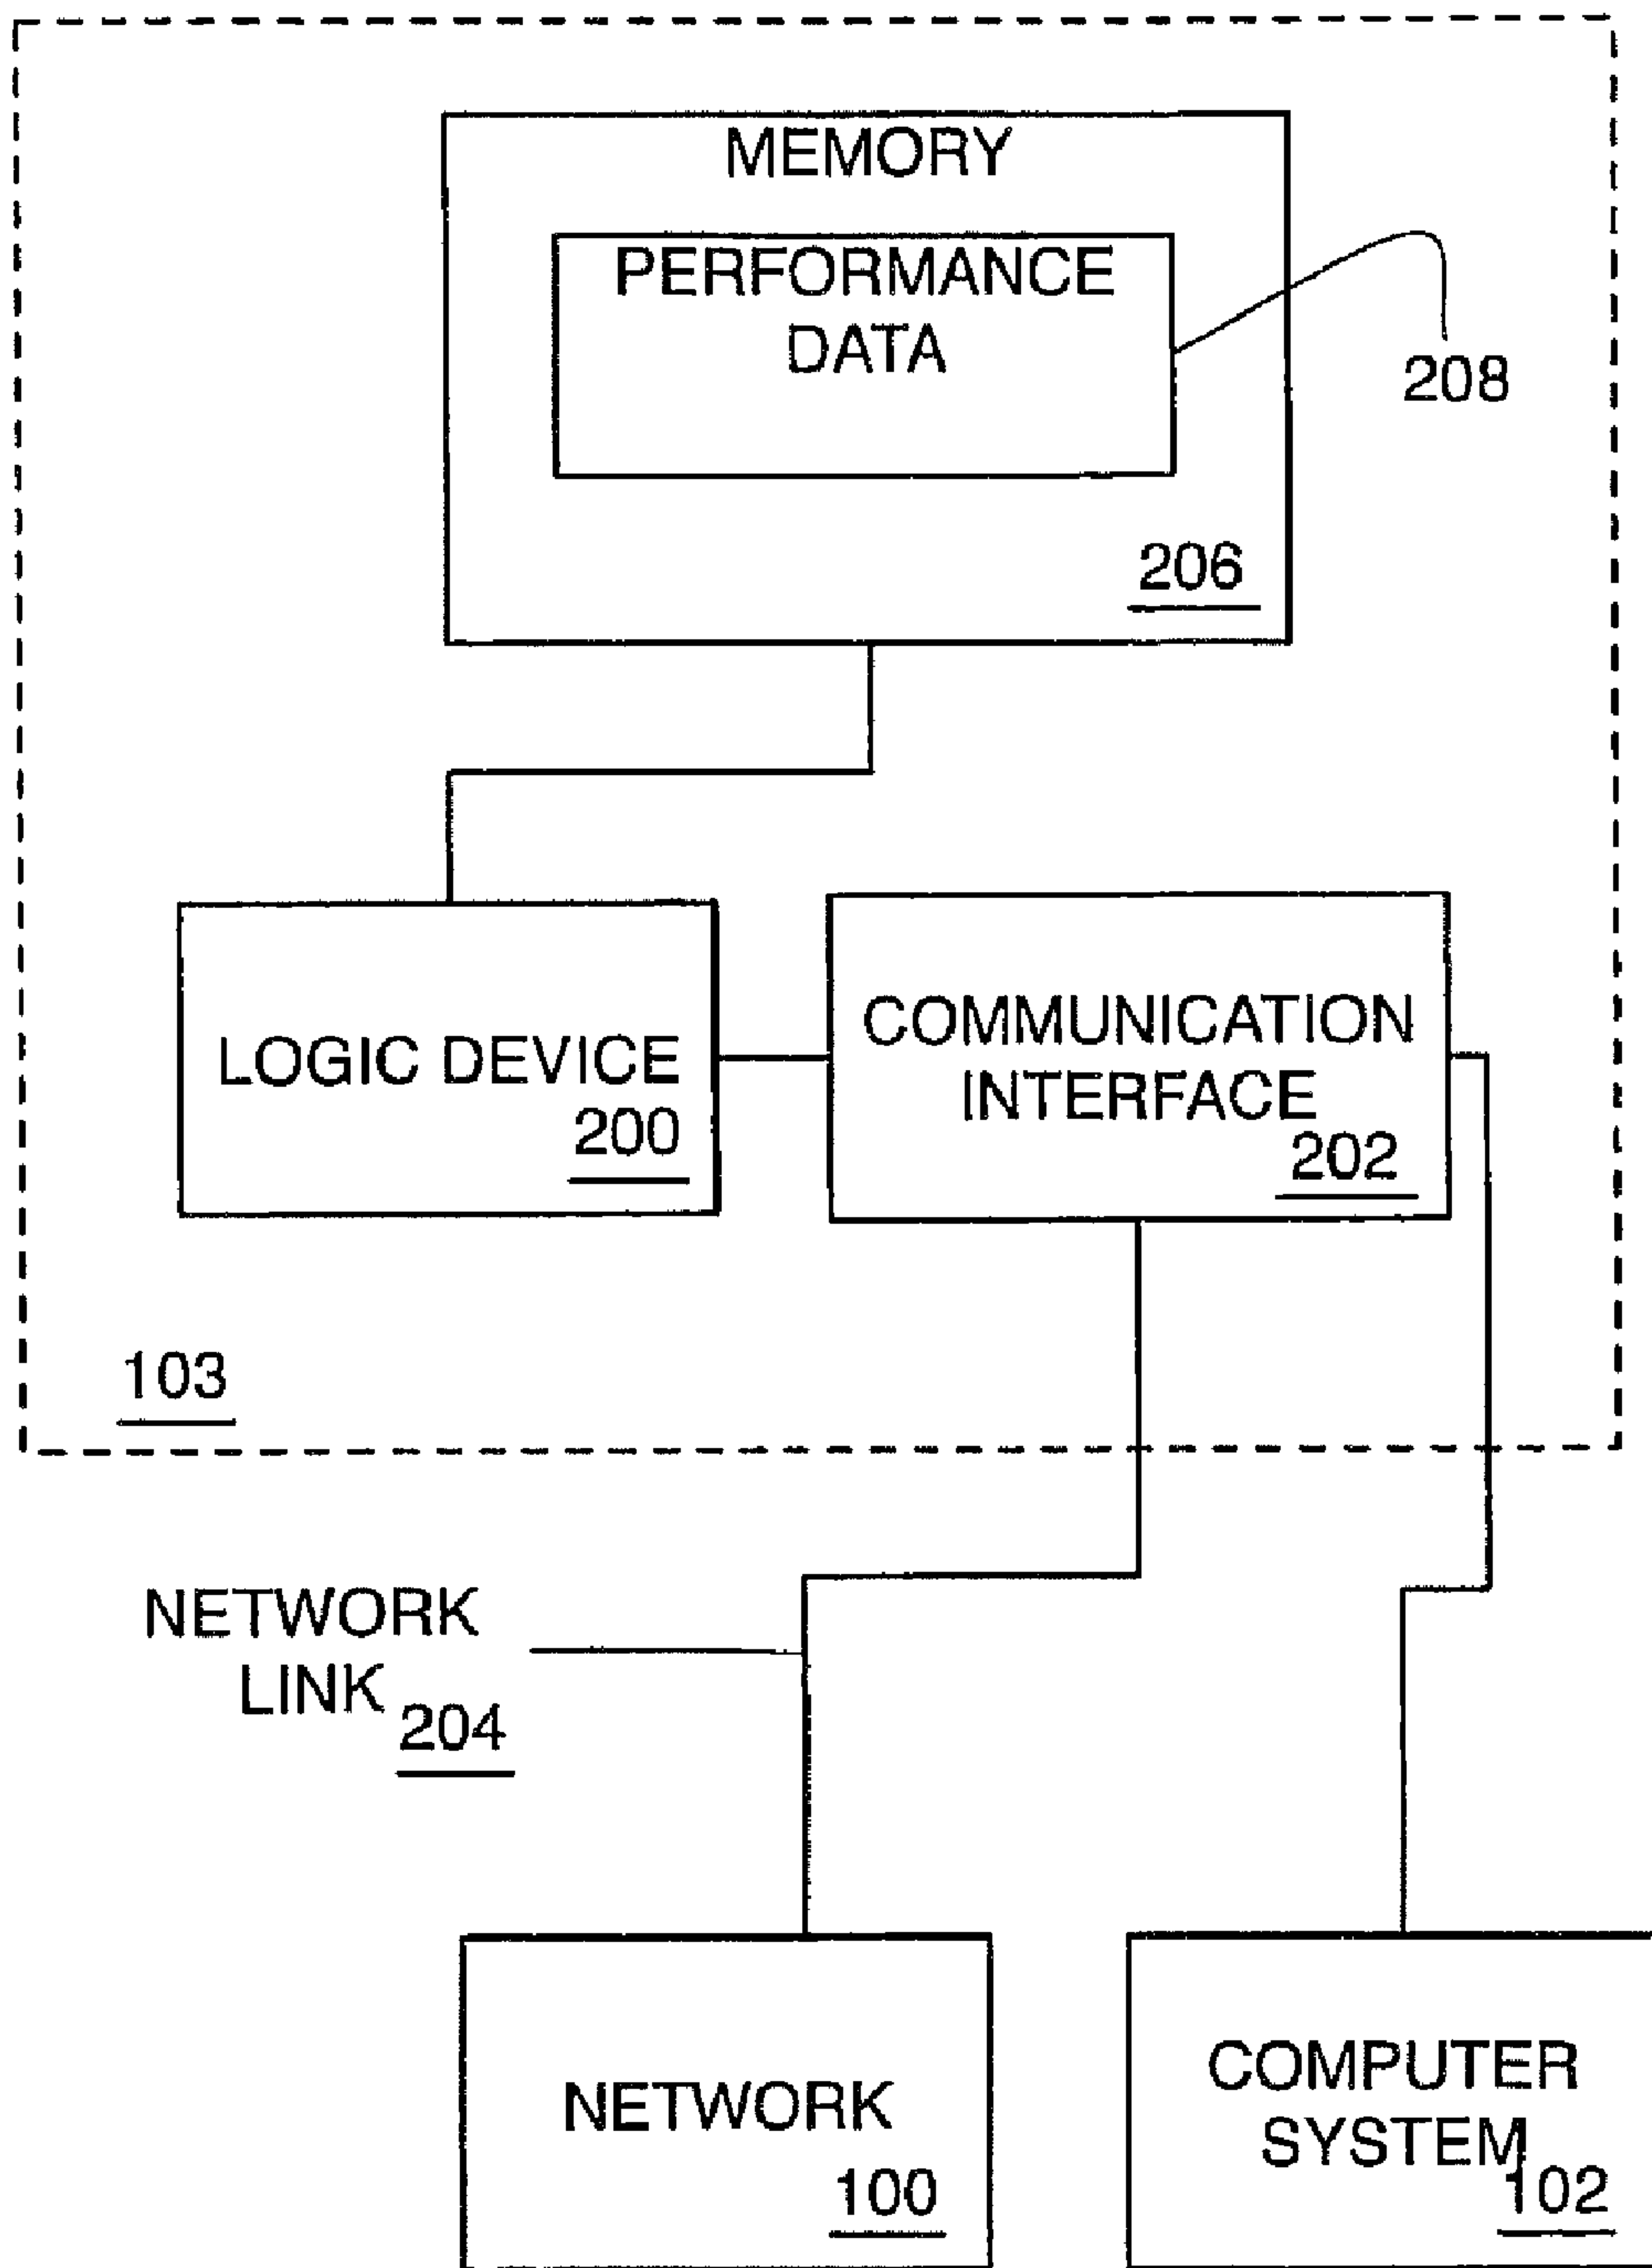 MEMORY
PERFORMANCE
DATA
208
206
LOGIC DEVICE
200
COMMUNICATION
INTERFACE
202
103
NETWORK
LINK
204
NETWORK
100
COMPUTER
SYSTEM
102